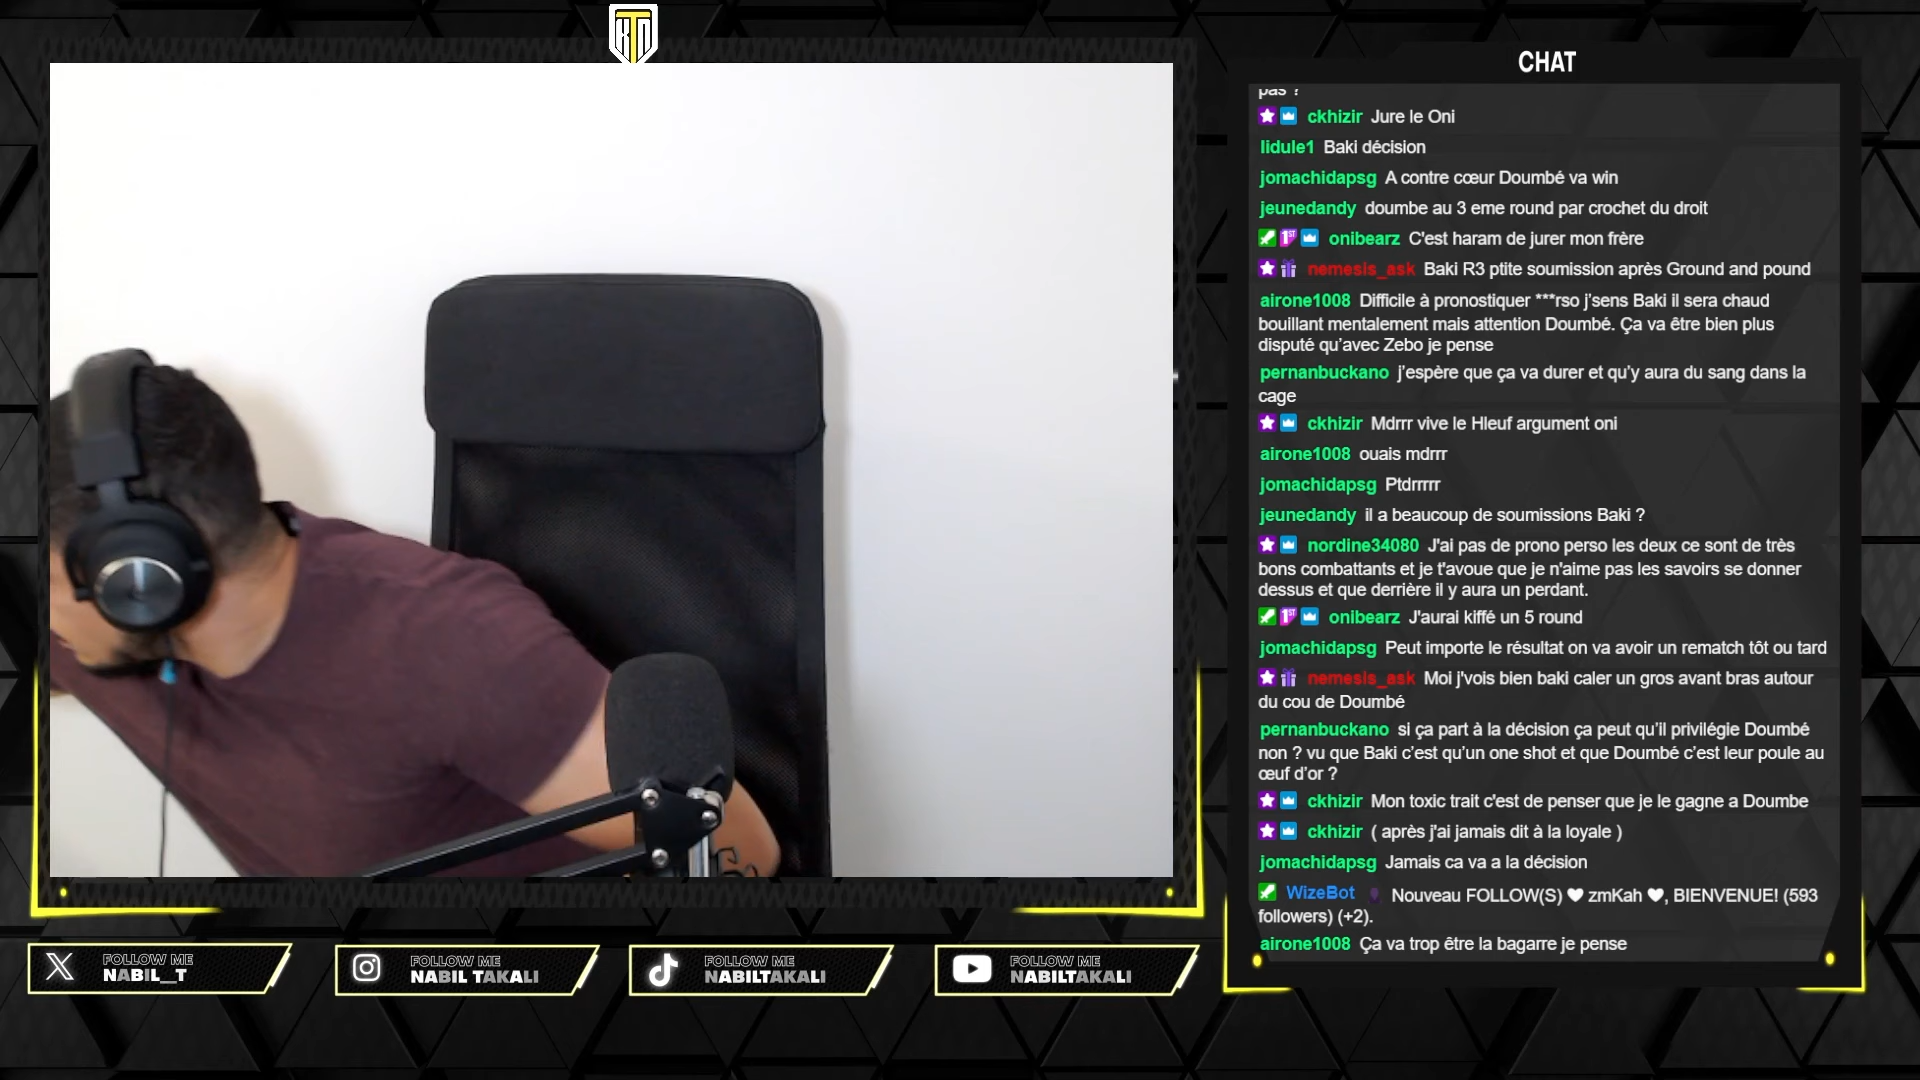 KTN
CHAT
pas ?
ckhizir Jure le Oni
lidule1 Baki décision
jomachidapsg A contre cœur Doumbé va win
jeunedandy doumbe au 3 eme round par crochet du droit
1ST onibearz C'est haram de jurer mon frère
nemesis_ask Baki R3 ptite soumission après Ground and pound
airone1008 Difficile à pronostiquer ***rso j'sens Baki il sera chaud
bouillant mentalement mais attention Doumbé. Ça va être bien plus
disputé qu'avec Zebo je pense
pernanbuckano j'espère que ça va durer et qu'y aura du sang dans la
cage
ckhizir Mdrrr vive le Hleuf argument oni
airone1008 ouais mdrrr
jomachidapsg Ptdrrrrr
jeunedandy il a beaucoup de soumissions Baki ?
nordine34080 J'ai pas de prono perso les deux ce sont de très
bons combattants et je t'avoue que je n'aime pas les savoirs se donner
dessus et que derrière il y aura un perdant.
1ST onibearz J'aurai kiffé un 5 round
jomachidapsg Peut importe le résultat on va avoir un rematch tôt ou tard
nemesis_ask Moi j'vois bien baki caler un gros avant bras autour
du cou de Doumbé
pernanbuckano si ça part à la décision ça peut qu'il privilégie Doumbé
non ? vu que Baki c'est qu'un one shot et que Doumbé c'est leur poule au
œuf d'or ?
ckhizir Mon toxic trait c'est de penser que je le gagne a Doumbe
ckhizir ( après j'ai jamais dit à la loyale )
jomachidapsg Jamais ca va a la décision
WizeBot Nouveau FOLLOW(S) ♥ zmKah ♥, BIENVENUE! (593
followers) (+2).
airone1008 Ça va trop être la bagarre je pense
FOLLOW ME
NABIL__T
FOLLOW ME
NABIL TAKALI
FOLLOW ME
NABILTAKALI
FOLLOW ME
NABILTAKALI